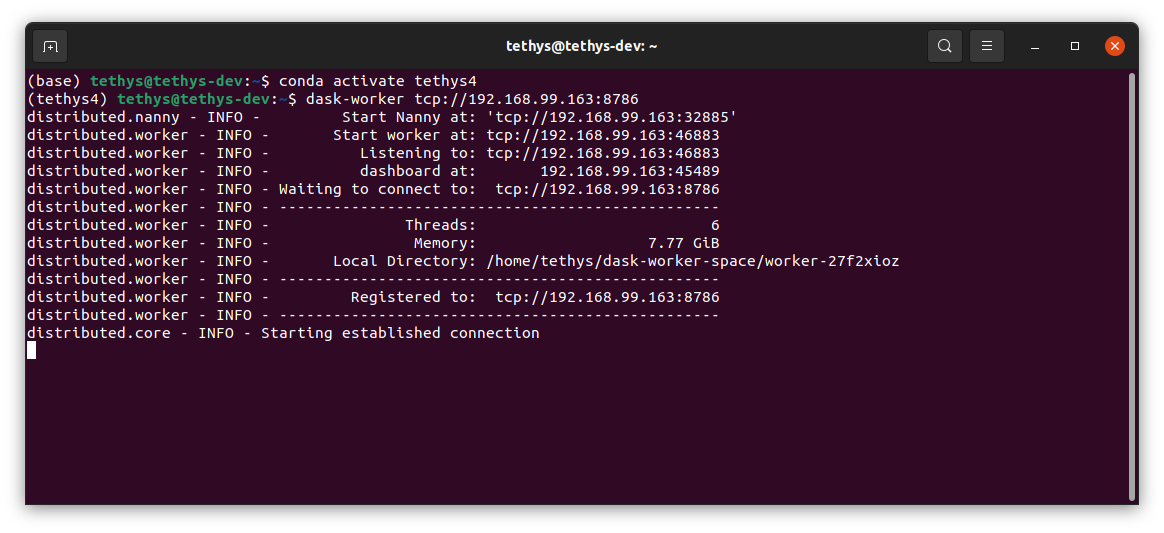 tethys@tethys-dev: ~
(base) tethys@tethys-dev:~$ conda activate tethys4
(tethys4) tethys@tethys-dev:~$ dask-worker tcp://192.168.99.163:8786
distributed.nanny - INFO -         Start Nanny at: 'tcp://192.168.99.163:32885'
distributed.worker - INFO -       Start worker at: tcp://192.168.99.163:46883
distributed.worker - INFO -          Listening to: tcp://192.168.99.163:46883
distributed.worker - INFO -          dashboard at:       192.168.99.163:45489
distributed.worker - INFO - Waiting to connect to:  tcp://192.168.99.163:8786
distributed.worker - INFO - -------------------------------------------------
distributed.worker - INFO -               Threads:                          6
distributed.worker - INFO -                Memory:                   7.77 GiB
distributed.worker - INFO -       Local Directory: /home/tethys/dask-worker-space/worker-27f2xioz
distributed.worker - INFO - -------------------------------------------------
distributed.worker - INFO -         Registered to:  tcp://192.168.99.163:8786
distributed.worker - INFO - -------------------------------------------------
distributed.core - INFO - Starting established connection